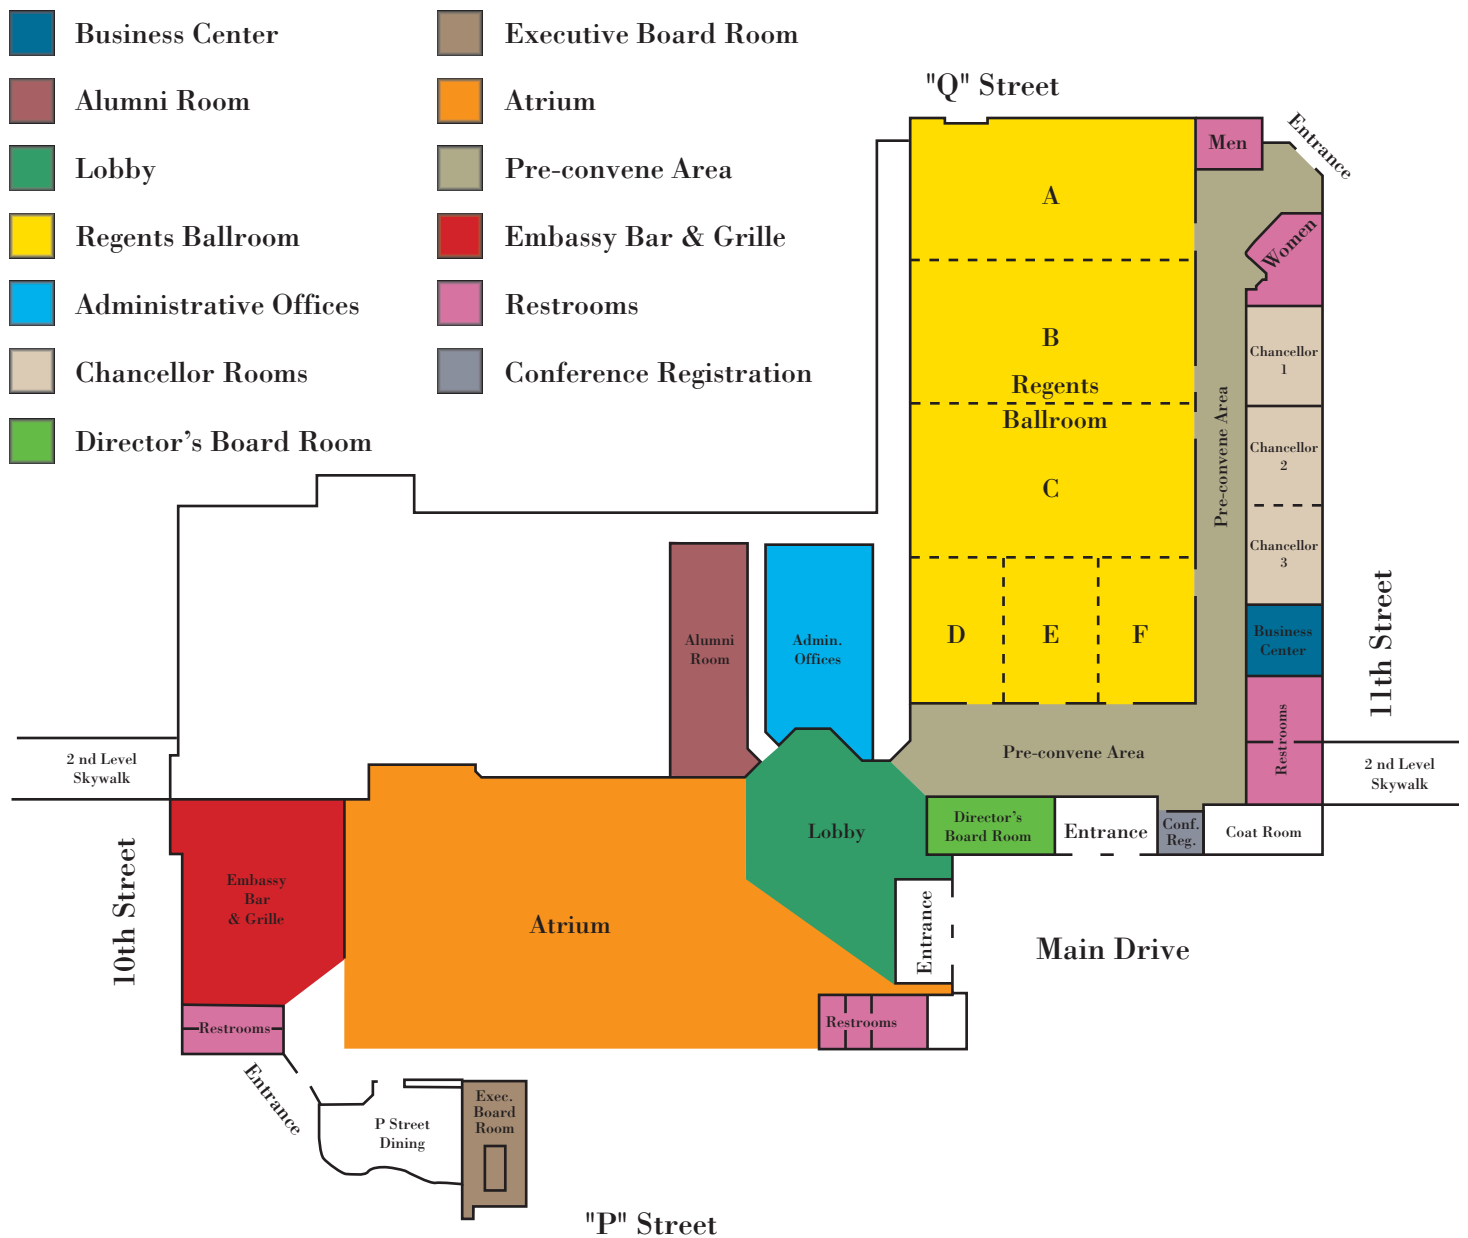 Business Center
Executive Board Room
Alumni Room
Atrium
Lobby
Pre-convene Area
Regents Ballroom
Embassy Bar & Grille
Administrative Offices
Restrooms
Chancellor Rooms
Conference Registration
Director's Board Room
"Q" Street
Men
Entrance
A
Women
B
Regents
Ballroom
C
Pre-convene Area
Chancellor
1
Chancellor
2
Chancellor
3
11th Street
D
E
F
Business
Center
Alumni
Room
Admin.
Offices
Restrooms
Pre-convene Area
2 nd Level
Skywalk
2 nd Level
Skywalk
Lobby
Director's
Board Room
Entrance
Conf.
Reg.
Coat Room
10th Street
Embassy
Bar
& Grille
Atrium
Entrance
Main Drive
Restrooms
Restrooms
Entrance
P Street
Dining
Exec.
Board
Room
"P" Street